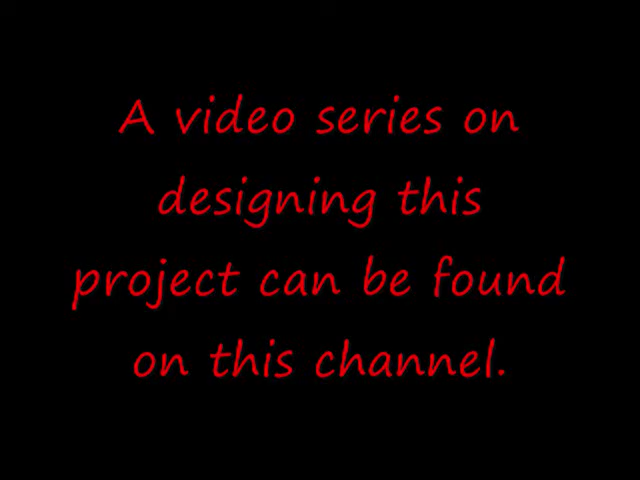 A video series on
designing this
project can be found
on this channel.